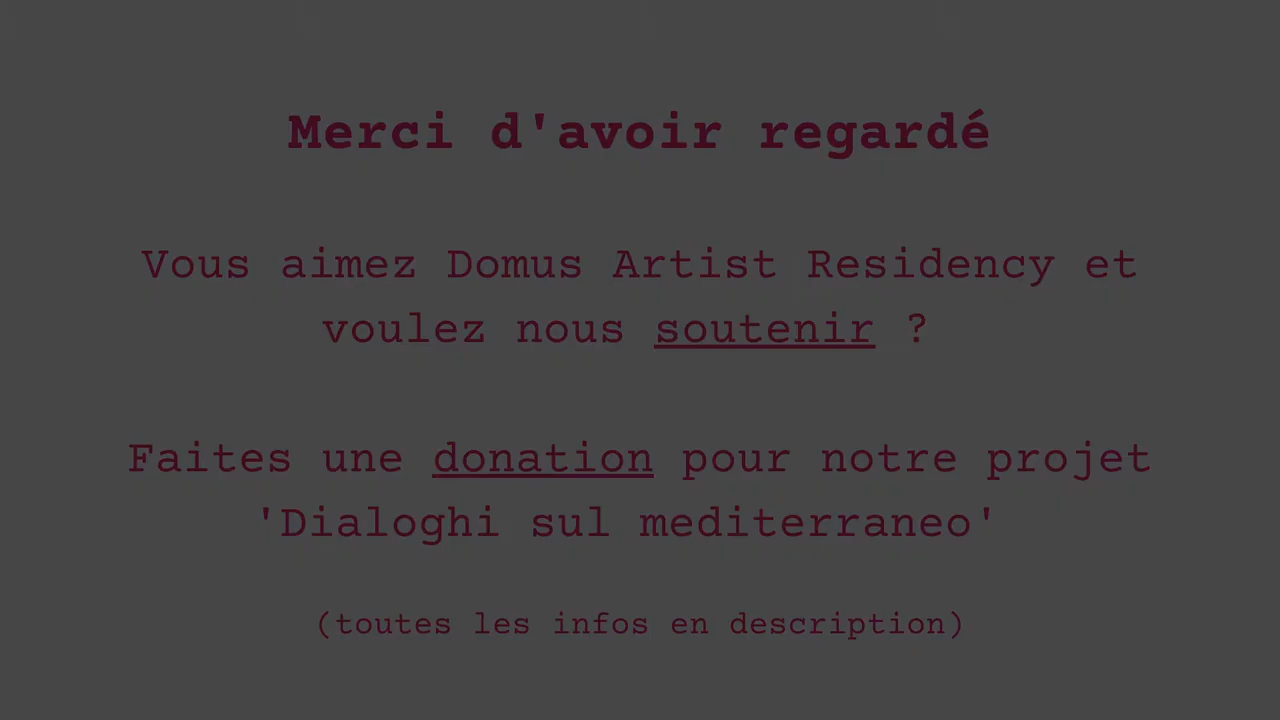 Merci d'avoir regardé
Vous aimez Domus Artist Residency et
voulez nous soutenir ?
Faites une donation pour notre projet
'Dialoghi sul mediterraneo'
(toutes les infos en description)